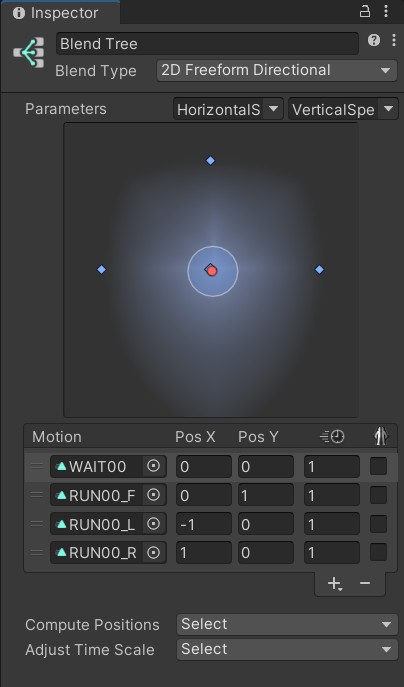 Inspector
Blend Tree
Blend Type 2D Freeform Directional
Parameters HorizontalS VerticalSpe
Motion Pos X Pos Y
WAIT00 0 0 1
RUN00_F 0 1 1
RUN00_L -1 0 1
RUN00_R 1 0 1
Compute Positions Select
Adjust Time Scale Select